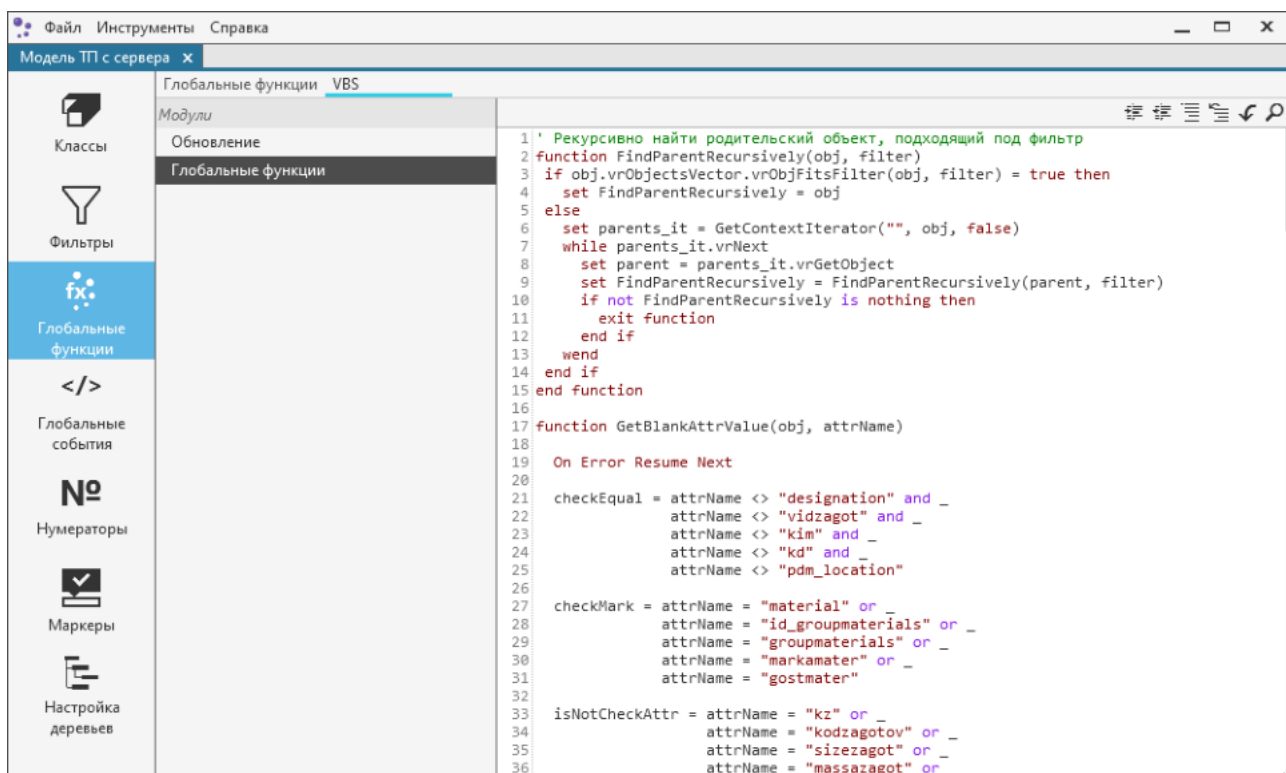 Файл Инструменты Справка
Модель ТП с сервера x
Классы
Фильтры
fx
Глобальные
функции
</>
Глобальные
события
№
Нумераторы
Маркеры
Настройка
деревьев
Глобальные функции VBS
Модули
Обновление
Глобальные функции
1 ' Рекурсивно найти родительский объект, подходящий под фильтр
2 function FindParentRecursively(obj, filter)
3 if obj.vrObjectsVector.vrObjFitsFilter(obj, filter) = true then
4 set FindParentRecursively = obj
5 else
6 set parents_it = GetContextIterator("", obj, false)
7 while parents_it.vrNext
8 set parent = parents_it.vrGetObject
9 set FindParentRecursively = FindParentRecursively(parent, filter)
10 if not FindParentRecursively is nothing then
11 exit function
12 end if
13 wend
14 end if
15 end function
16
17 function GetBlankAttrValue(obj, attrName)
18
19 On Error Resume Next
20
21 checkEqual = attrName <> "designation" and _
22 attrName <> "vidzagot" and _
23 attrName <> "kim" and _
24 attrName <> "kd" and _
25 attrName <> "pdm_location"
26
27 checkMark = attrName = "material" or _
28 attrName = "id_groupmaterials" or _
29 attrName = "groupmaterials" or _
30 attrName = "markamater" or _
31 attrName = "gostmater"
32
33 isNotCheckAttr = attrName = "kz" or _
34 attrName = "kodzagotov" or _
35 attrName = "sizezagot" or _
36 attrName = "massazagot" or